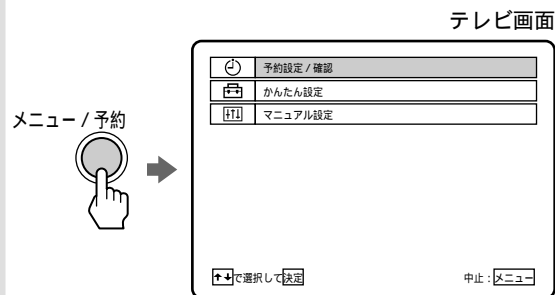 テレビ画面
予約設定 / 確認
かんたん設定
マニュアル設定
メニュー / 予約
↑↓で選択して決定
中止 : メニュー